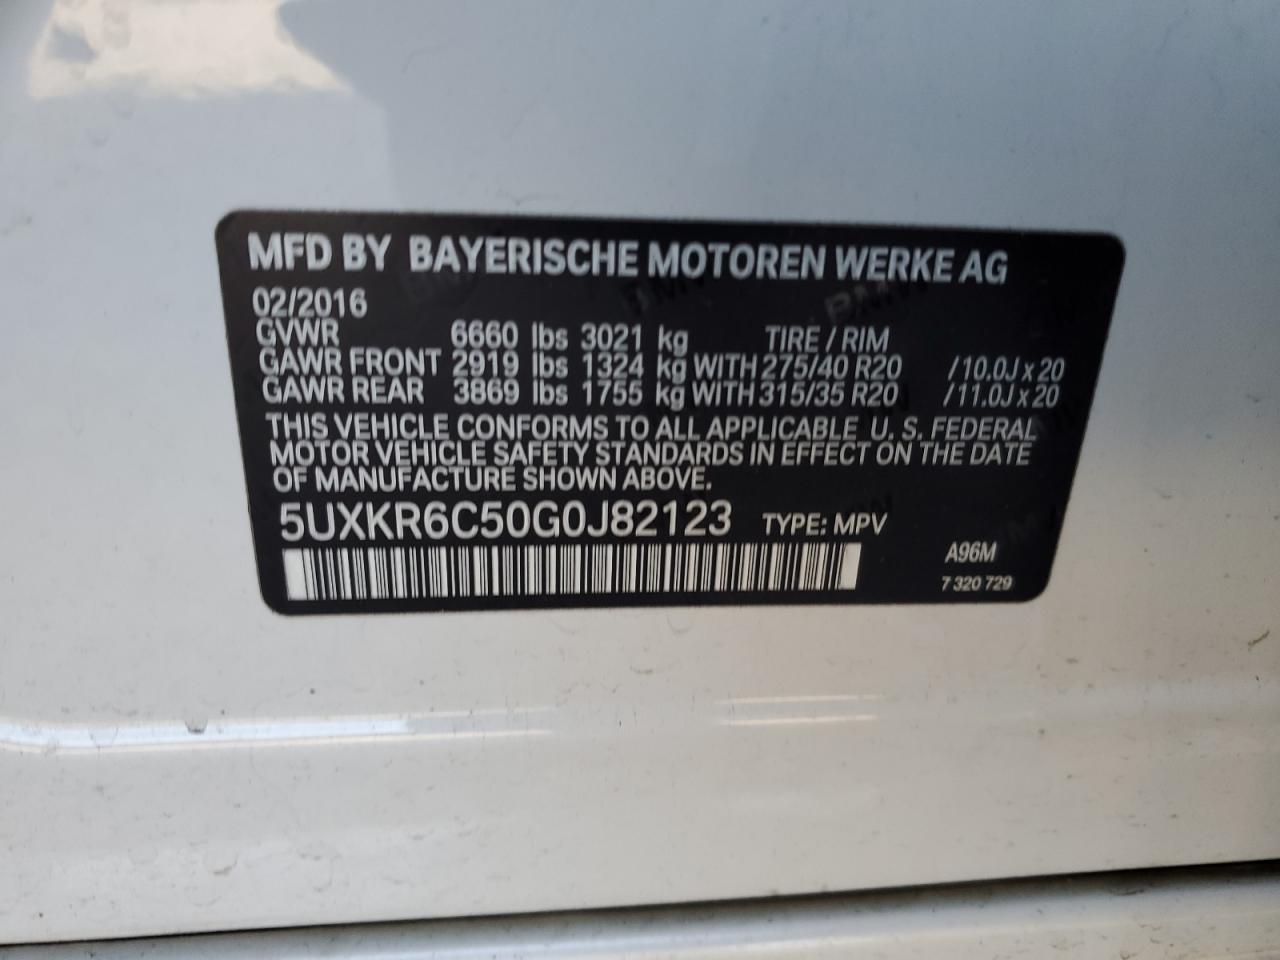 MFD BY BAYERISCHE MOTOREN WERKE AG
02/2016
GVWR 6660 lbs 3021 kg TIRE / RIM
GAWR FRONT 2919 lbs 1324 kg WITH 275/40 R20 / 10.0J x 20
GAWR REAR 3869 lbs 1755 kg WITH 315/35 R20 / 11.0J x 20
THIS VEHICLE CONFORMS TO ALL APPLICABLE U. S. FEDERAL
MOTOR VEHICLE SAFETY STANDARDS IN EFFECT ON THE DATE
OF MANUFACTURE SHOWN ABOVE.
5UXKR6C50G0J82123 TYPE: MPV
A96M
7 320 729